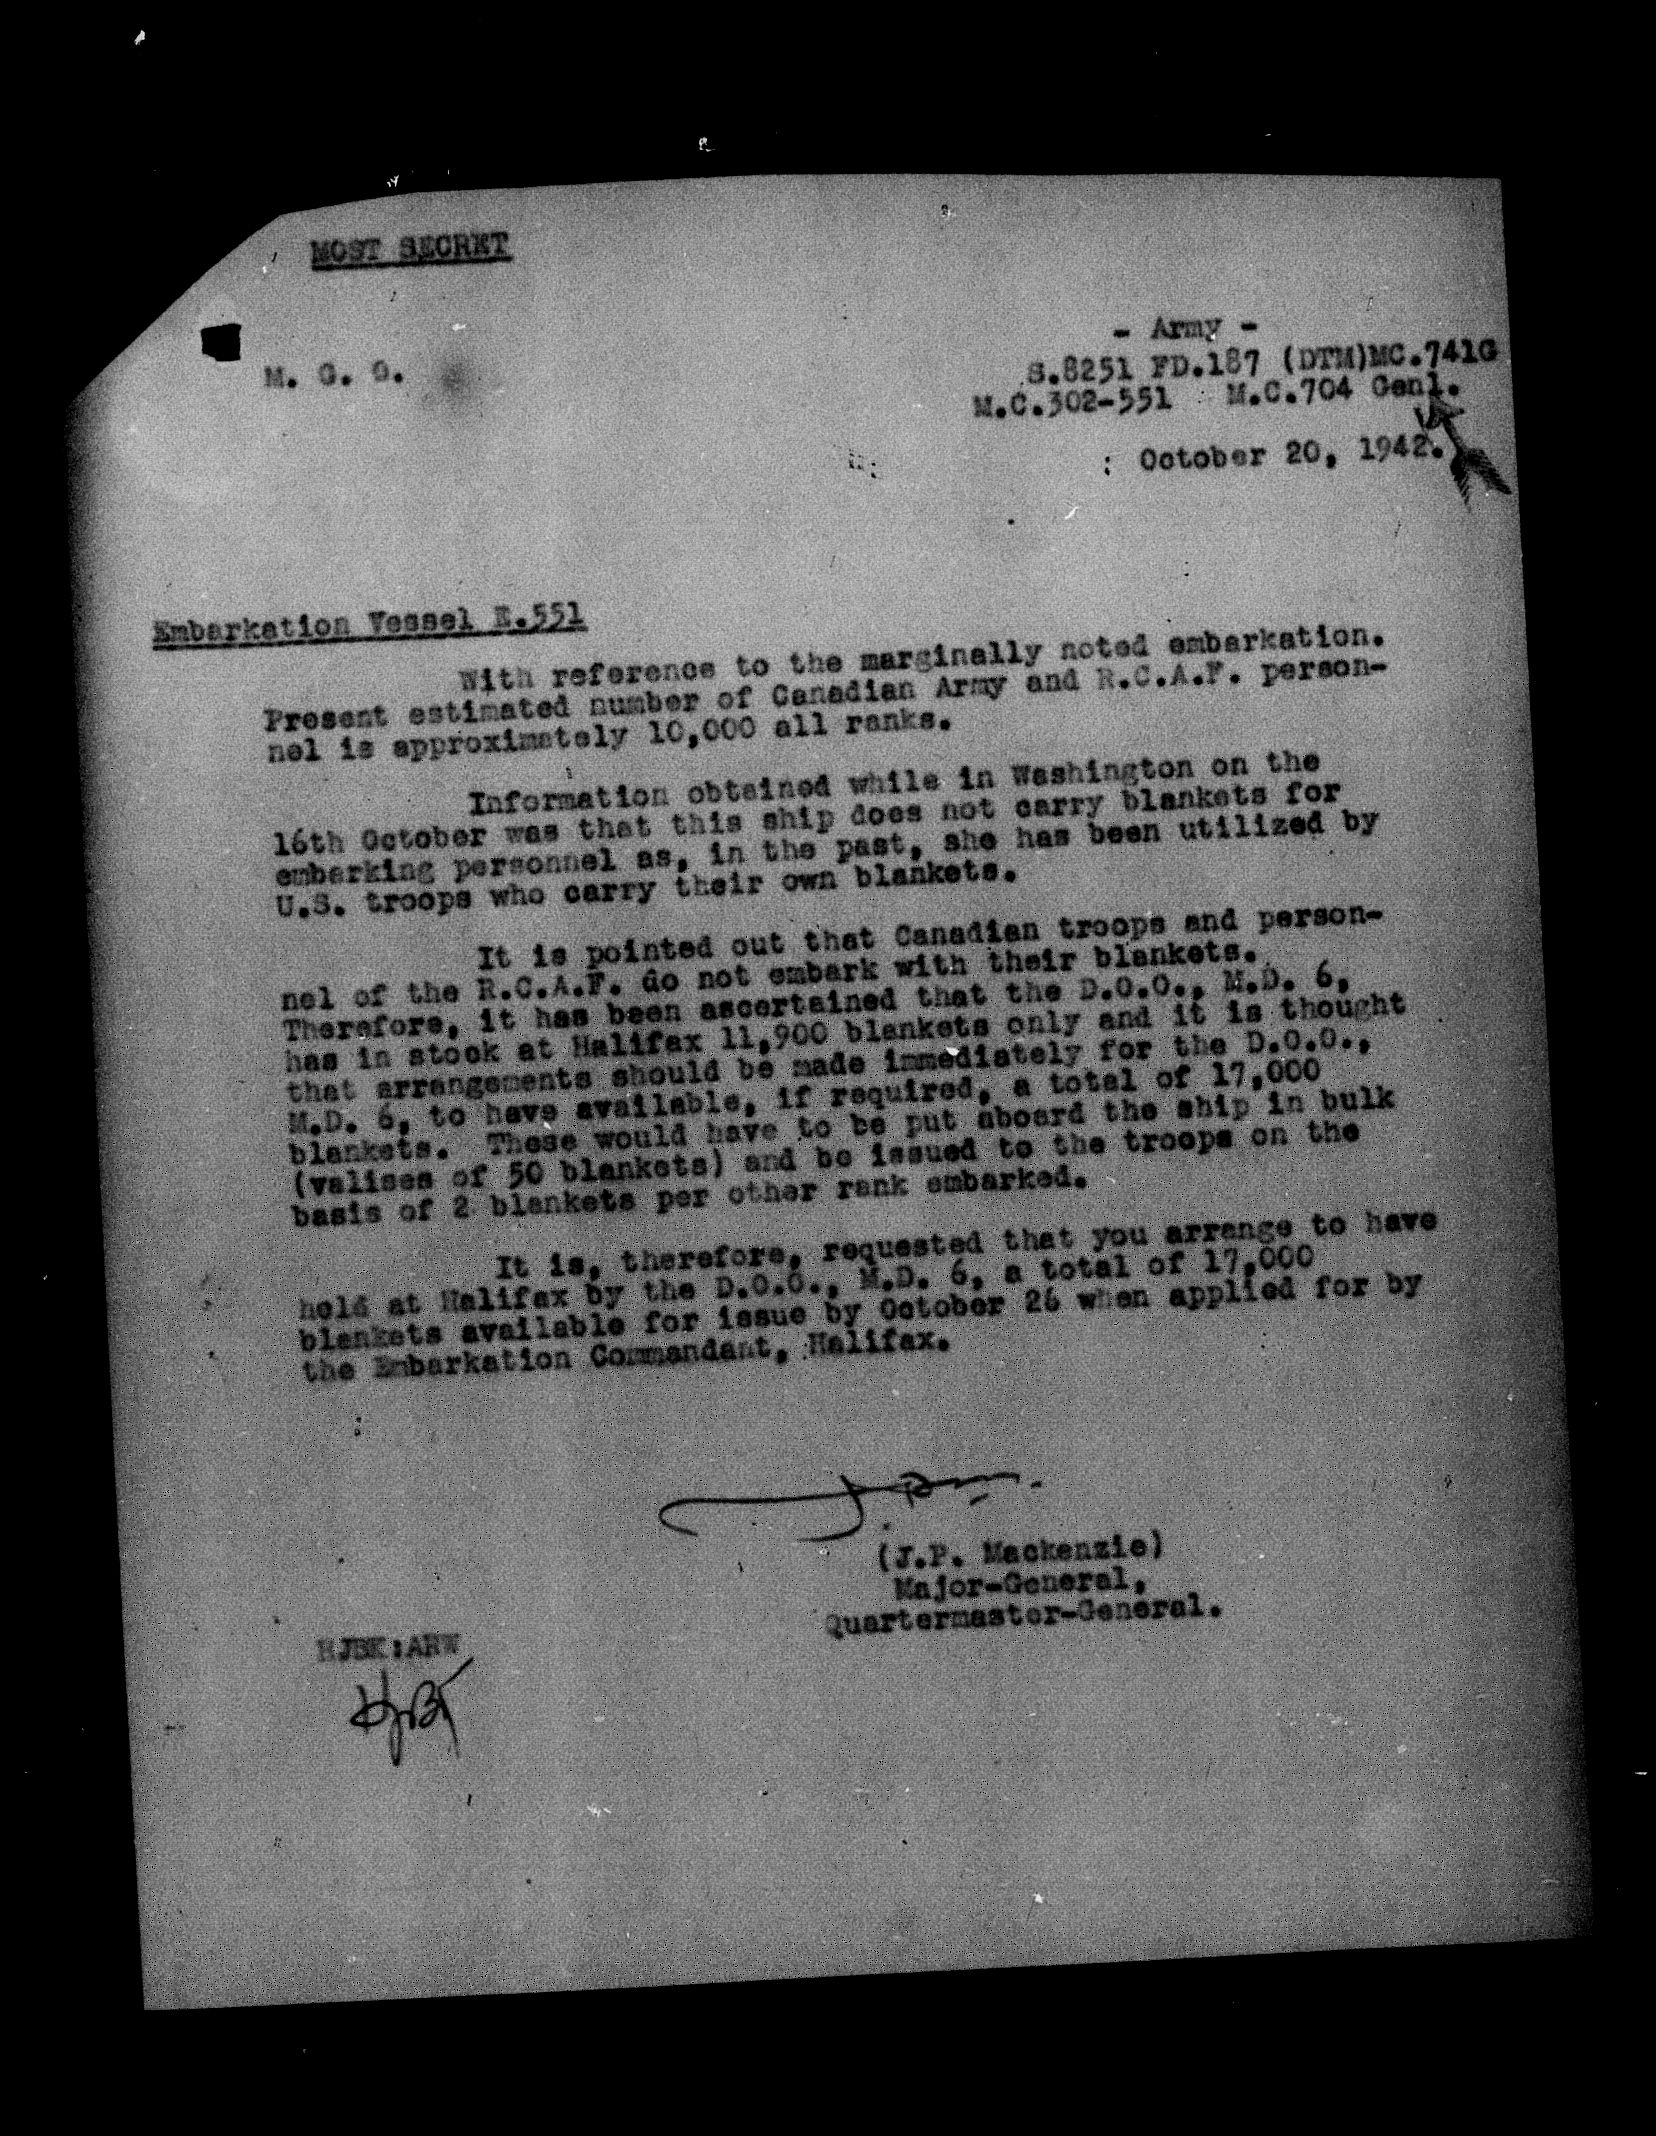 MOST SECRET
- Army -
M. G. O.
S.8251 FD.187 (DTM)MC.741G
M.C.302-551 M.C.704 Genl.
October 20, 1942.
Embarkation Vessel E.551
With reference to the marginally noted embarkation.
Present estimated number of Canadian Army and R.C.A.F. person-
nel is approximately 10,000 all ranks.
Information obtained while in Washington on the
16th October was that this ship does not carry blankets for
embarking personnel as, in the past, she has been utilized by
U.S. troops who carry their own blankets.
It is pointed out that Canadian troops and person-
nel of the R.C.A.F. do not embark with their blankets.
Therefore, it has been ascertained that the D.O.O., M.D. 6,
has in stock at Halifax 11,900 blankets only and it is thought
that arrangements should be made immediately for the D.O.O.,
M.D. 6, to have available, if required, a total of 17,000
blankets. These would have to be put aboard the ship in bulk
(valises of 50 blankets) and be issued to the troops on the
basis of 2 blankets per other rank embarked.
It is, therefore, requested that you arrange to have
held at Halifax by the D.O.O., M.D. 6, a total of 17,000
blankets available for issue by October 26 when applied for by
the Embarkation Commandant, Halifax.
(J.P. Mackenzie)
Major-General,
Quartermaster-General.
HJBK:ARW